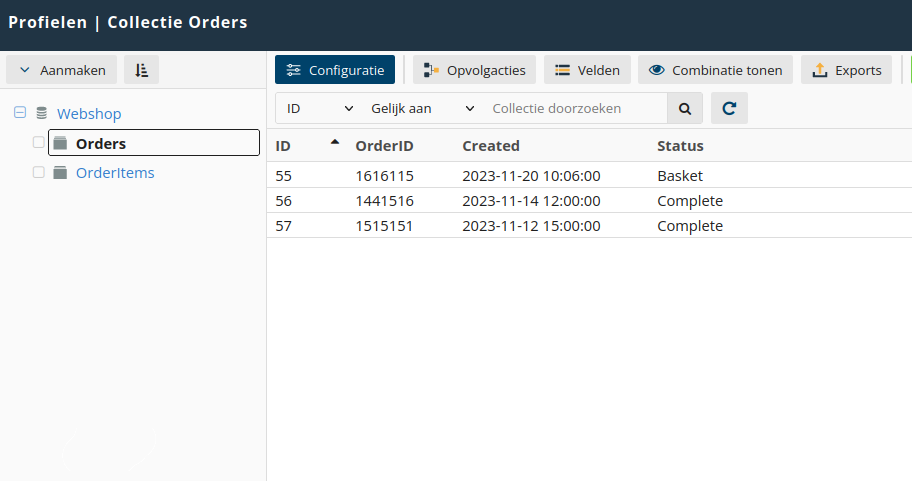 Profielen | Collectie Orders
Aanmaken
Configuratie Opvolgacties Velden Combinatie tonen Exports
Webshop
Orders
OrderItems
ID Gelijk aan Collectie doorzoeken
ID OrderID Created Status
55 1616115 2023-11-20 10:06:00 Basket
56 1441516 2023-11-14 12:00:00 Complete
57 1515151 2023-11-12 15:00:00 Complete